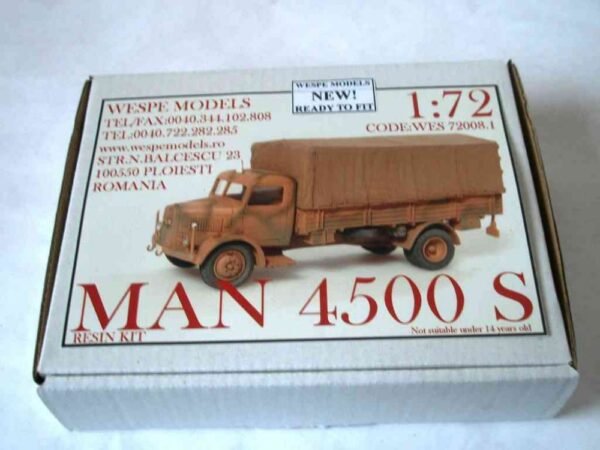 WESPE MODELS
TEL/FAX:0040.344.102.808
TEL:0040.722.282.285
www.wespemodels.ro
STR.N.BALCESCU 23
100550 PLOIESTI
ROMANIA
WESPE MODELS
NEW!
READY TO FIT
1:72
CODE:WES 72008.1
MAN 4500 S
RESIN KIT
Not suitable under 14 years old